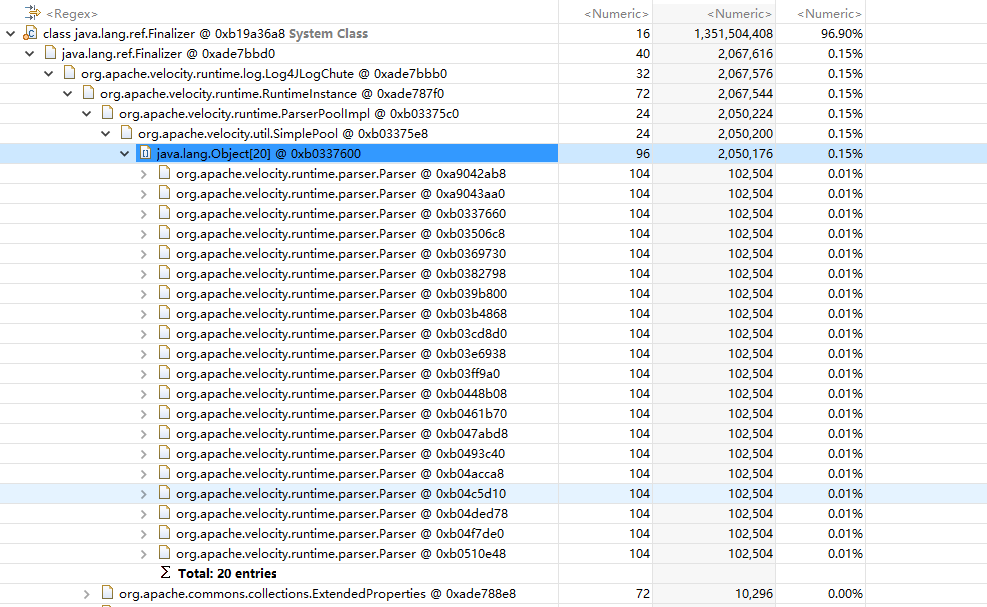 <Regex> <Numeric> <Numeric> <Numeric>
class java.lang.ref.Finalizer @ 0xb19a36a8 System Class 16 1,351,504,408 96.90%
java.lang.ref.Finalizer @ 0xade7bbd0 40 2,067,616 0.15%
org.apache.velocity.runtime.log.Log4JLogChute @ 0xade7bbb0 32 2,067,576 0.15%
org.apache.velocity.runtime.RuntimeInstance @ 0xade787f0 72 2,067,544 0.15%
org.apache.velocity.runtime.ParserPoolImpl @ 0xb03375c0 24 2,050,224 0.15%
org.apache.velocity.util.SimplePool @ 0xb03375e8 24 2,050,200 0.15%
java.lang.Object[20] @ 0xb0337600 96 2,050,176 0.15%
org.apache.velocity.runtime.parser.Parser @ 0xa9042ab8 104 102,504 0.01%
org.apache.velocity.runtime.parser.Parser @ 0xa9043aa0 104 102,504 0.01%
org.apache.velocity.runtime.parser.Parser @ 0xb0337660 104 102,504 0.01%
org.apache.velocity.runtime.parser.Parser @ 0xb03506c8 104 102,504 0.01%
org.apache.velocity.runtime.parser.Parser @ 0xb0369730 104 102,504 0.01%
org.apache.velocity.runtime.parser.Parser @ 0xb0382798 104 102,504 0.01%
org.apache.velocity.runtime.parser.Parser @ 0xb039b800 104 102,504 0.01%
org.apache.velocity.runtime.parser.Parser @ 0xb03b4868 104 102,504 0.01%
org.apache.velocity.runtime.parser.Parser @ 0xb03cd8d0 104 102,504 0.01%
org.apache.velocity.runtime.parser.Parser @ 0xb03e6938 104 102,504 0.01%
org.apache.velocity.runtime.parser.Parser @ 0xb03ff9a0 104 102,504 0.01%
org.apache.velocity.runtime.parser.Parser @ 0xb0448b08 104 102,504 0.01%
org.apache.velocity.runtime.parser.Parser @ 0xb0461b70 104 102,504 0.01%
org.apache.velocity.runtime.parser.Parser @ 0xb047abd8 104 102,504 0.01%
org.apache.velocity.runtime.parser.Parser @ 0xb0493c40 104 102,504 0.01%
org.apache.velocity.runtime.parser.Parser @ 0xb04acca8 104 102,504 0.01%
org.apache.velocity.runtime.parser.Parser @ 0xb04c5d10 104 102,504 0.01%
org.apache.velocity.runtime.parser.Parser @ 0xb04ded78 104 102,504 0.01%
org.apache.velocity.runtime.parser.Parser @ 0xb04f7de0 104 102,504 0.01%
org.apache.velocity.runtime.parser.Parser @ 0xb0510e48 104 102,504 0.01%
Σ Total: 20 entries
org.apache.commons.collections.ExtendedProperties @ 0xade788e8 72 10,296 0.00%